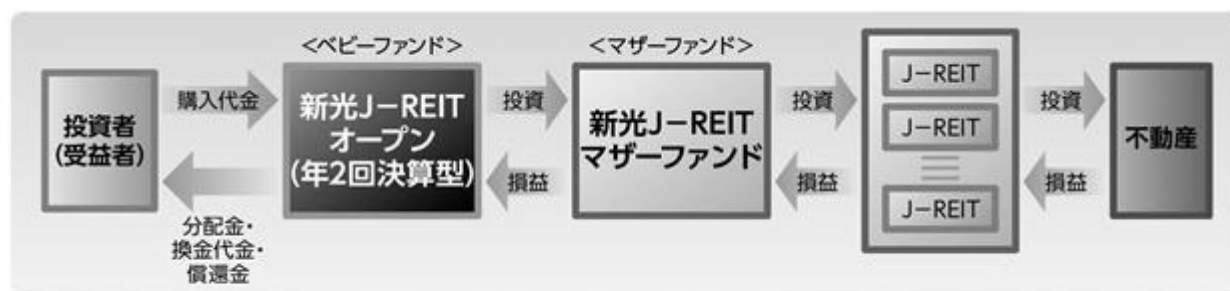 <ベビーファンド>
<マザーファンド>
投資者
(受益者)
購入代金
分配金・
換金代金・
償還金
新光J-REIT
オープン
(年2回決算型)
投資
損益
新光J-REIT
マザーファンド
投資
損益
J-REIT
J-REIT
J-REIT
投資
損益
不動産